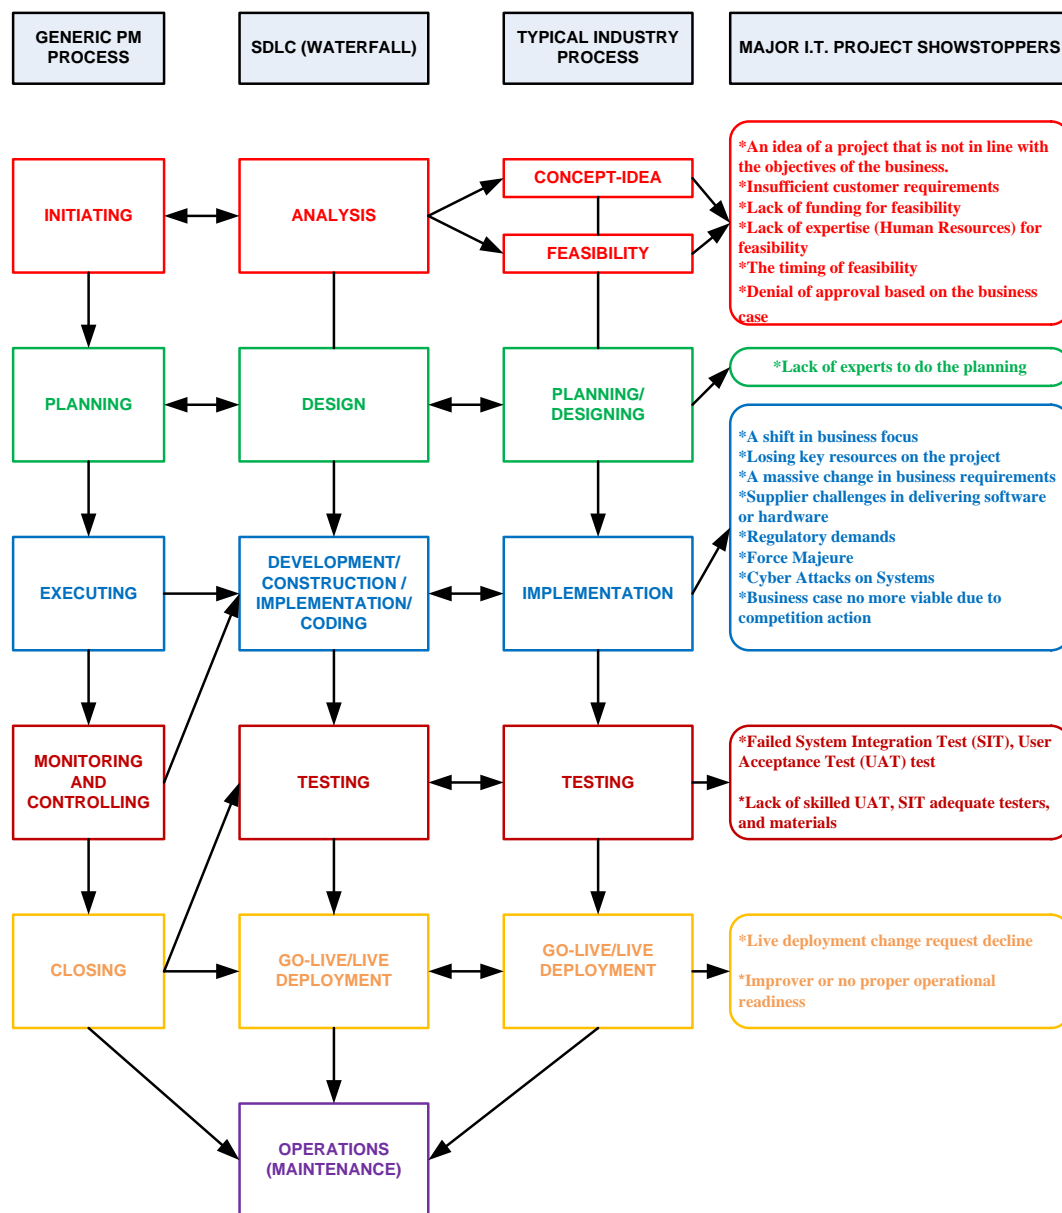 GENERIC PM
PROCESS
SDLC (WATERFALL)
TYPICAL INDUSTRY
PROCESS
MAJOR I.T. PROJECT SHOWSTOPPERS
INITIATING
ANALYSIS
CONCEPT-IDEA
FEASIBILITY
*An idea of a project that is not in line with
the objectives of the business.
*Insufficient customer requirements
*Lack of funding for feasibility
*Lack of expertise (Human Resources) for
feasibility
*The timing of feasibility
*Denial of approval based on the business
case
PLANNING
DESIGN
PLANNING/
DESIGNING
*Lack of experts to do the planning
EXECUTING
DEVELOPMENT/
CONSTRUCTION /
IMPLEMENTATION/
CODING
IMPLEMENTATION
*A shift in business focus
*Losing key resources on the project
*A massive change in business requirements
*Supplier challenges in delivering software
or hardware
*Regulatory demands
*Force Majeure
*Cyber Attacks on Systems
*Business case no more viable due to
competition action
MONITORING
AND
CONTROLLING
TESTING
TESTING
*Failed System Integration Test (SIT), User
Acceptance Test (UAT) test
*Lack of skilled UAT, SIT adequate testers,
and materials
CLOSING
GO-LIVE/LIVE
DEPLOYMENT
GO-LIVE/LIVE
DEPLOYMENT
*Live deployment change request decline
*Improver or no proper operational
readiness
OPERATIONS
(MAINTENANCE)